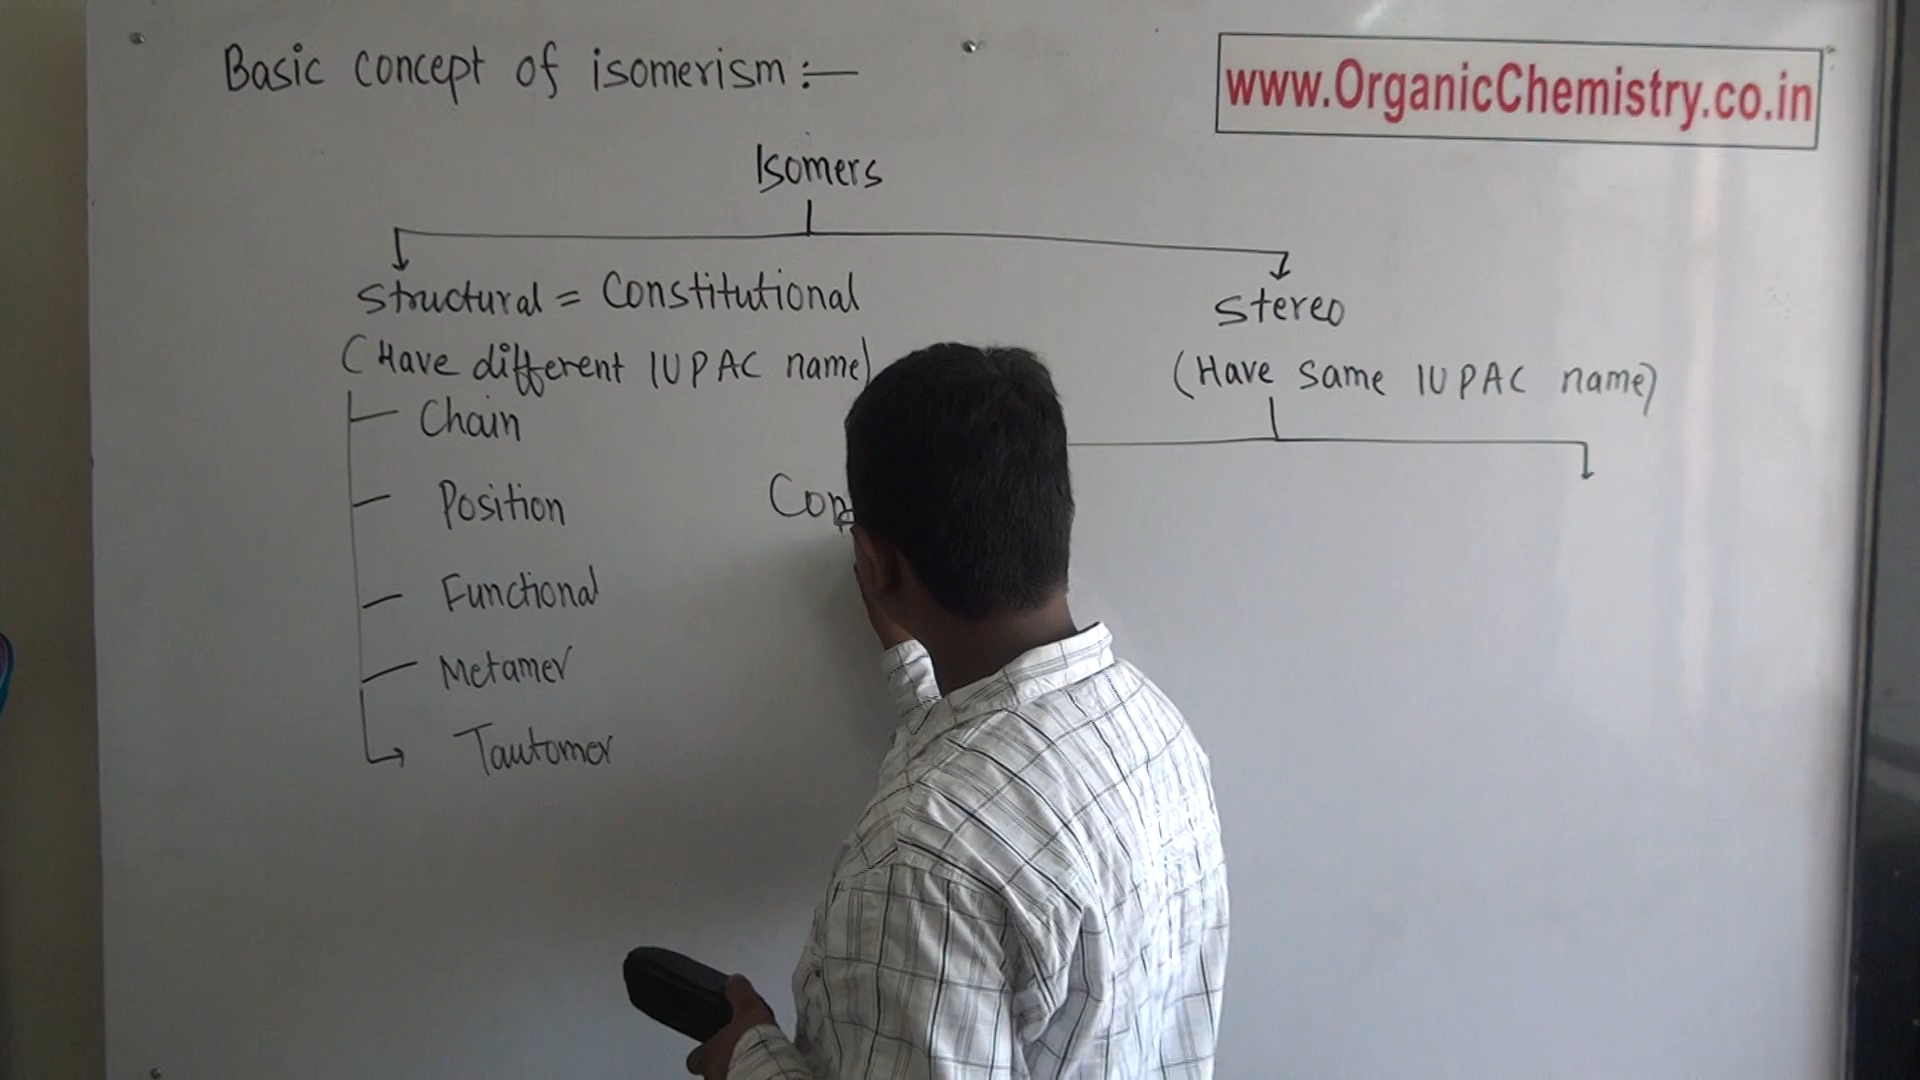 Basic concept of isomerism :—
www.OrganicChemistry.co.in
Isomers
Structural = Constitutional
Stereo
(Have different IUPAC name)
(Have same IUPAC name)
Chain
Position
Functional
Metamer
Tautomer